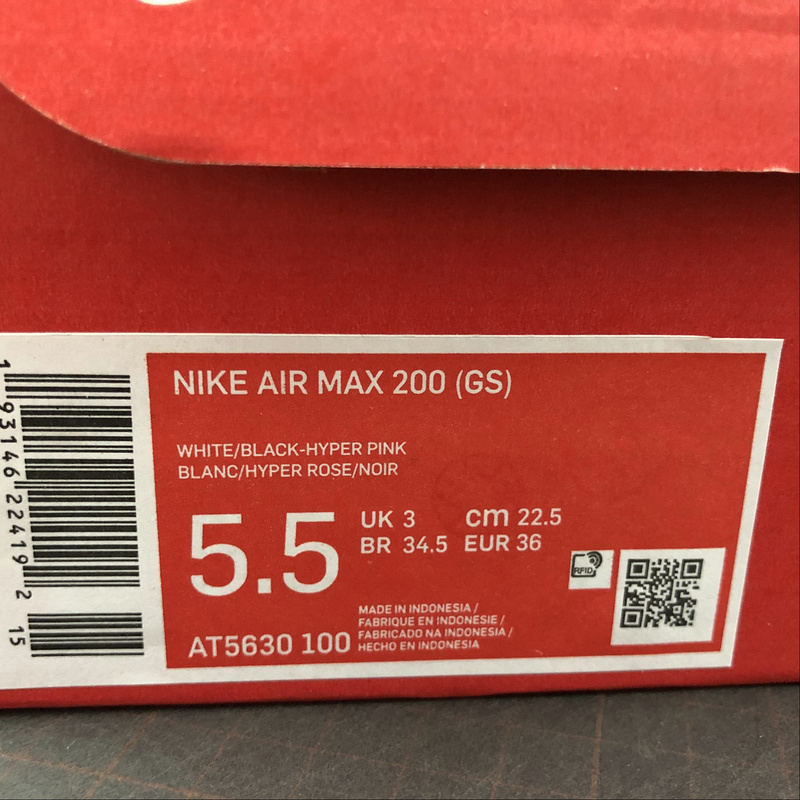 NIKE AIR MAX 200 (GS)
WHITE/BLACK-HYPER PINK
BLANC/HYPER ROSE/NOIR
5.5
UK 3 cm 22.5
BR 34.5 EUR 36
RFID
AT5630 100
MADE IN INDONESIA /
FABRIQUE EN INDONESIE /
FABRICADO NA INDONESIA /
HECHO EN INDONESIA
1 93146 22419 2
15